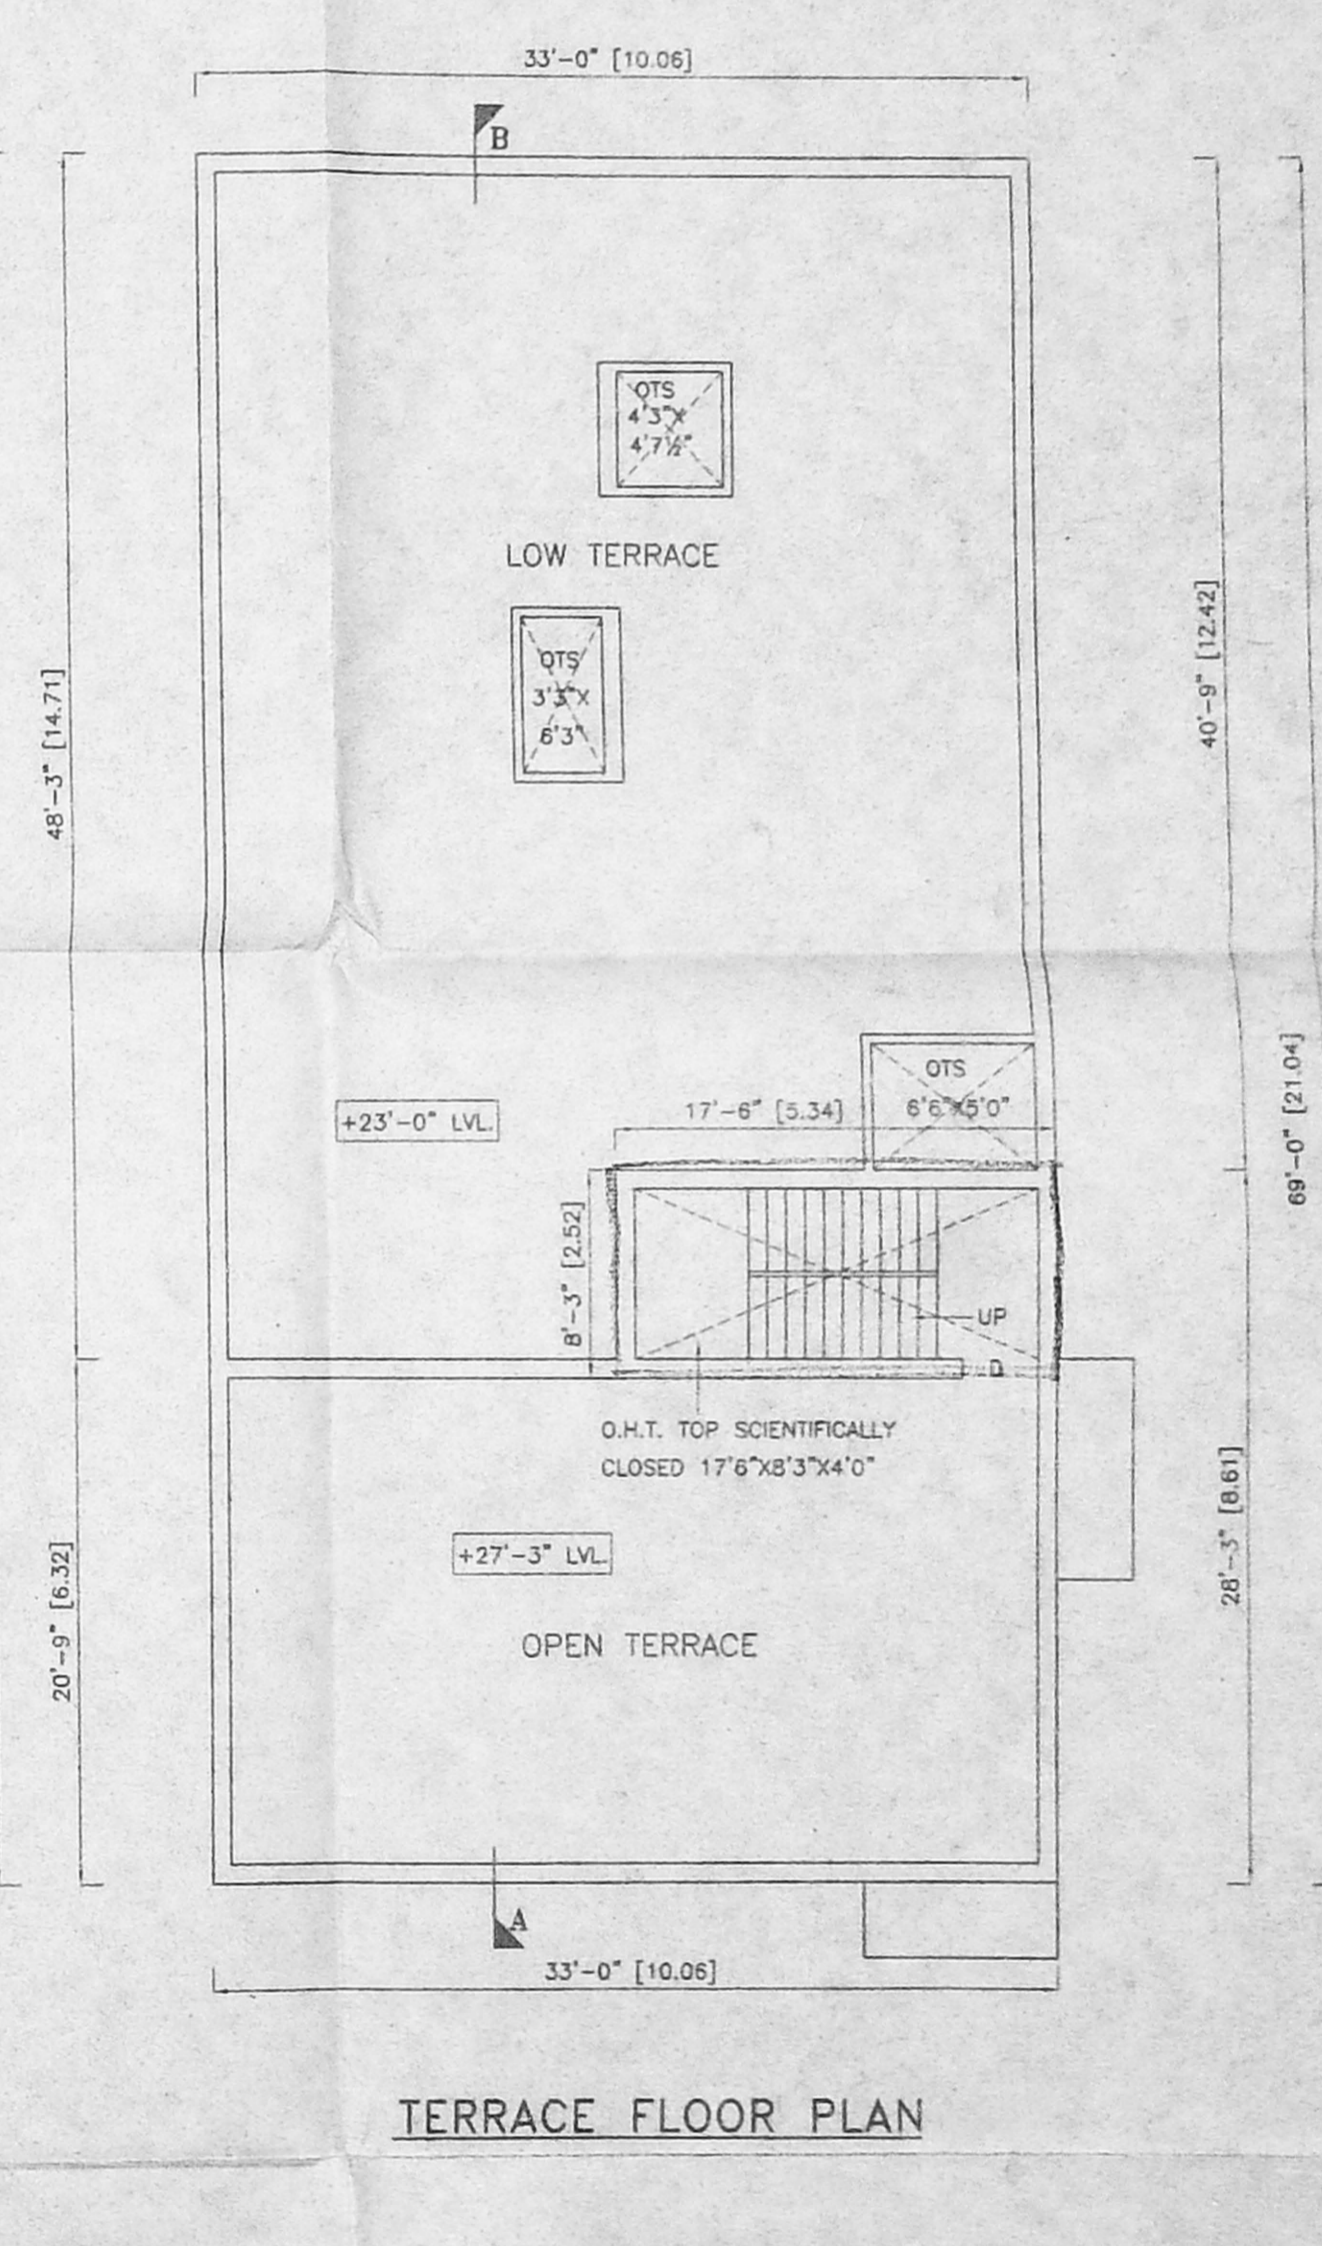 33'-0" [10.06]
B
OTS
4'3"X
4'7½"
LOW TERRACE
40'-9" [12.42]
48'-3" [14.71]
OTS
3'3"X
6'3"
OTS
6'6"X5'0"
17'-6" [5.34]
+23'-0" LVL.
69'-0" [21.04]
8'-3" [2.52]
UP
D
O.H.T. TOP SCIENTIFICALLY
CLOSED 17'6"X8'3"X4'0"
28'-3" [8.61]
+27'-3" LVL.
20'-9" [6.32]
OPEN TERRACE
A
33'-0" [10.06]
TERRACE FLOOR PLAN